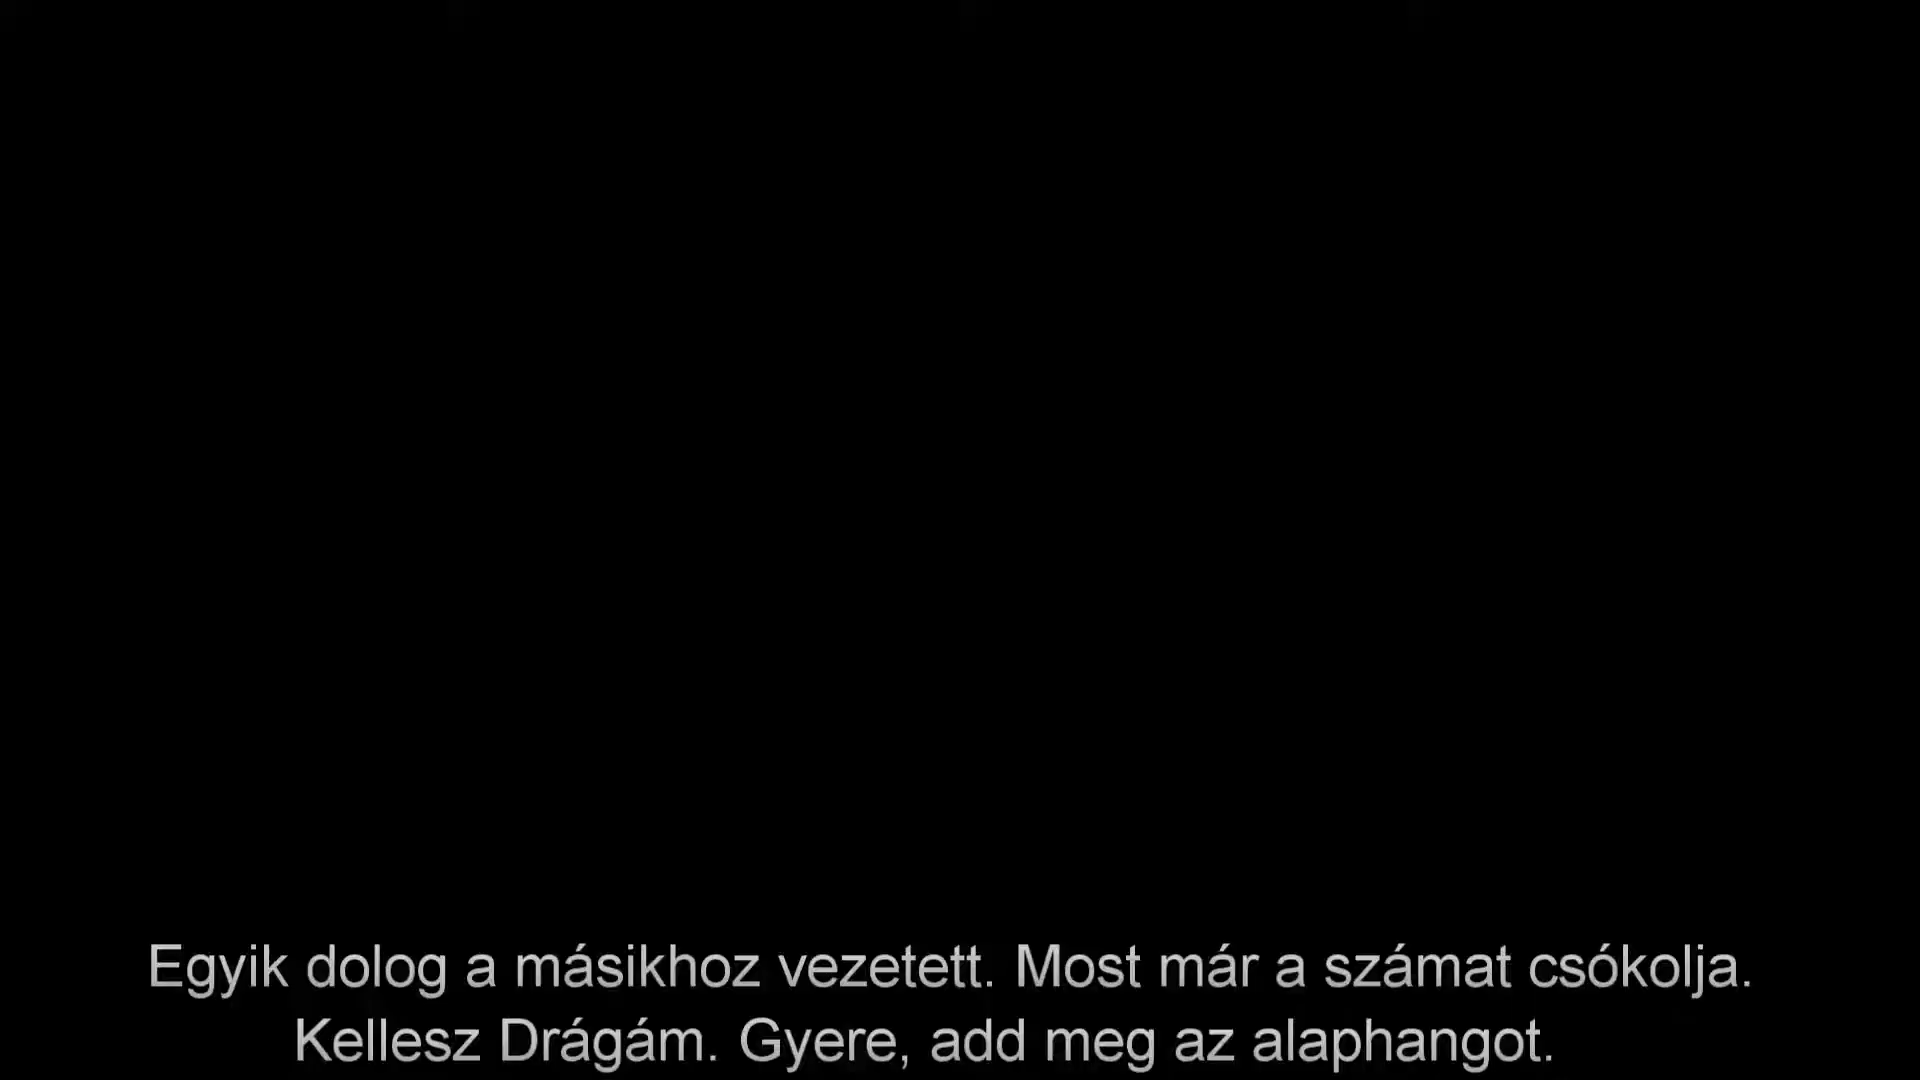 Egyik dolog a másikhoz vezetett. Most már a számat csókolja.
Kellesz Drágám. Gyere, add meg az alaphangot.